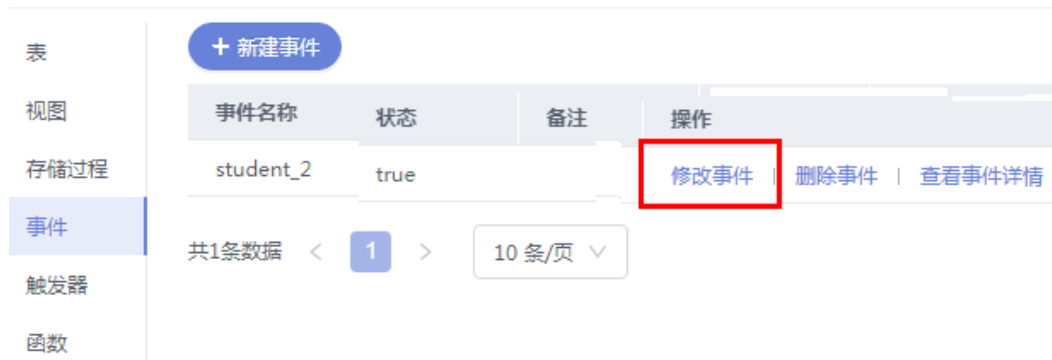 表
视图
存储过程
事件
触发器
函数
+ 新建事件
事件名称 状态 备注 操作
student_2 true 修改事件 | 删除事件 | 查看事件详情
共1条数据 < 1 > 10 条/页